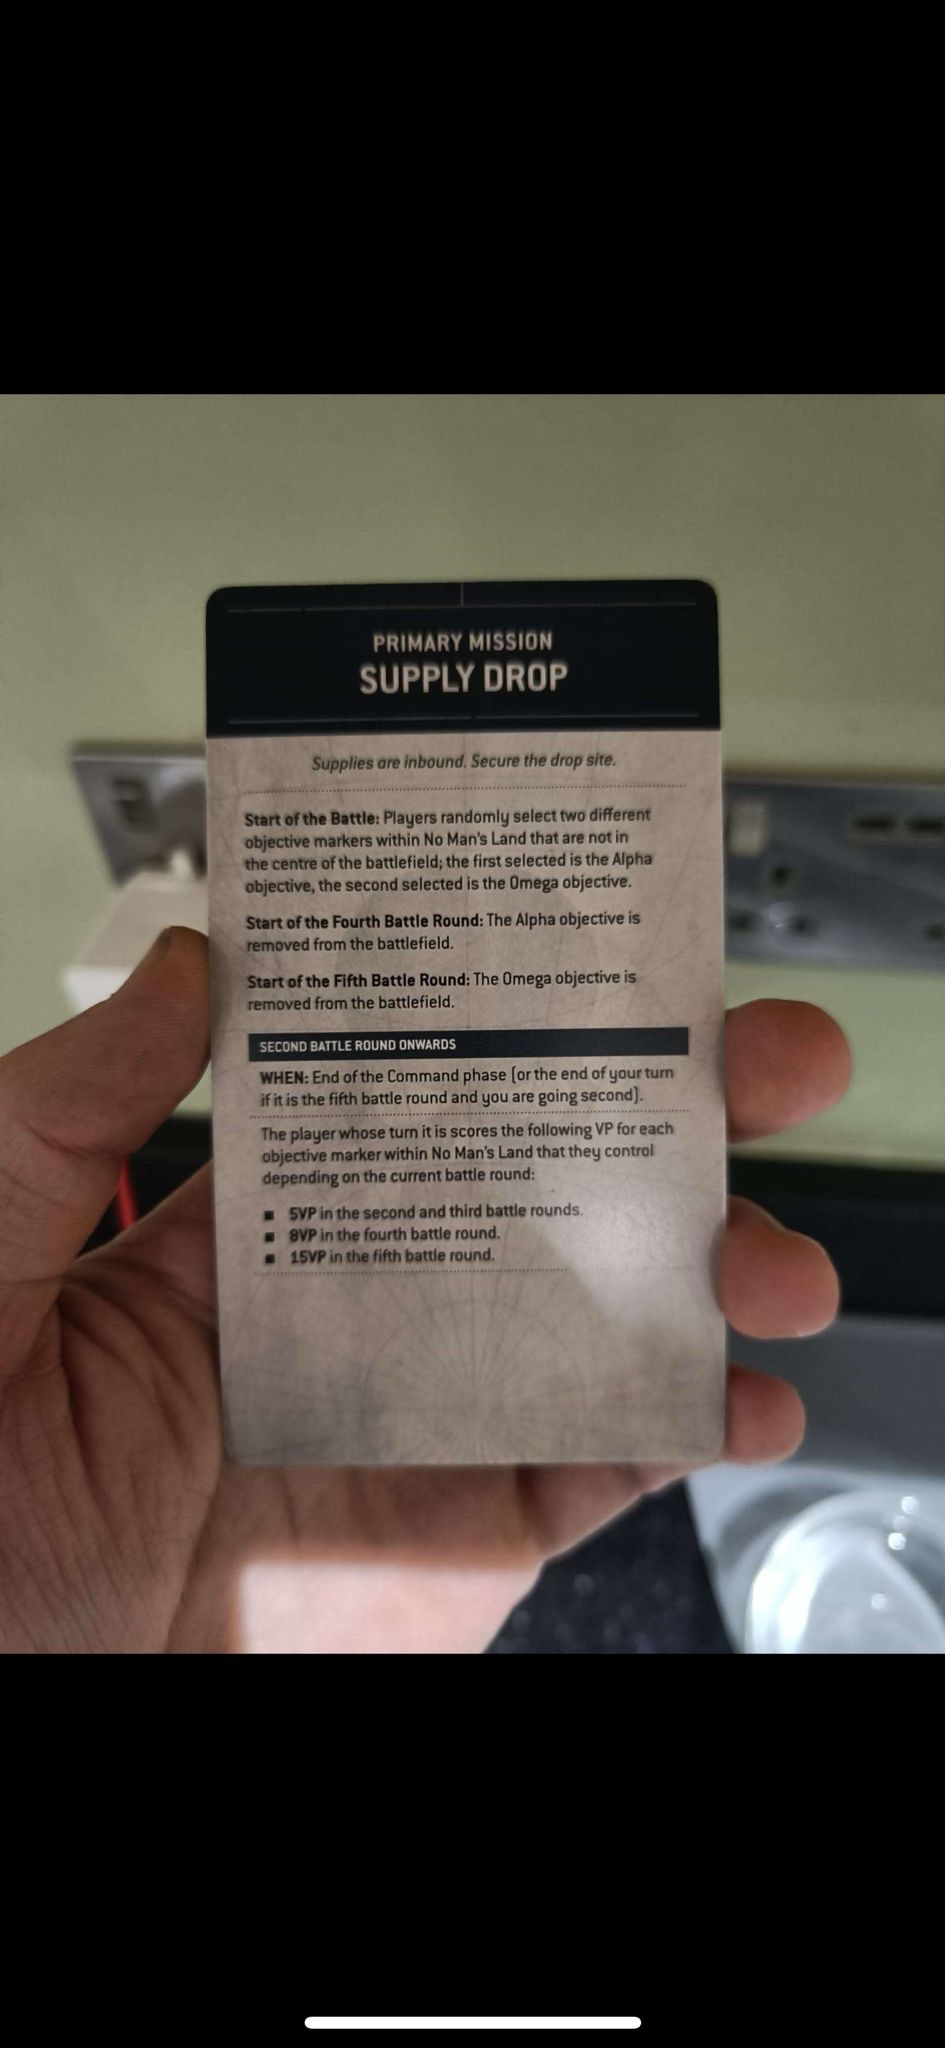 PRIMARY MISSION
SUPPLY DROP
Supplies are inbound. Secure the drop site.
Start of the Battle: Players randomly select two different
objective markers within No Man's Land that are not in
the centre of the battlefield; the first selected is the Alpha
objective, the second selected is the Omega objective.
Start of the Fourth Battle Round: The Alpha objective is
removed from the battlefield.
Start of the Fifth Battle Round: The Omega objective is
removed from the battlefield.
SECOND BATTLE ROUND ONWARDS
WHEN: End of the Command phase (or the end of your turn
if it is the fifth battle round and you are going second).
The player whose turn it is scores the following VP for each
objective marker within No Man's Land that they control
depending on the current battle round:
■ 5VP in the second and third battle rounds.
■ 8VP in the fourth battle round.
■ 15VP in the fifth battle round.